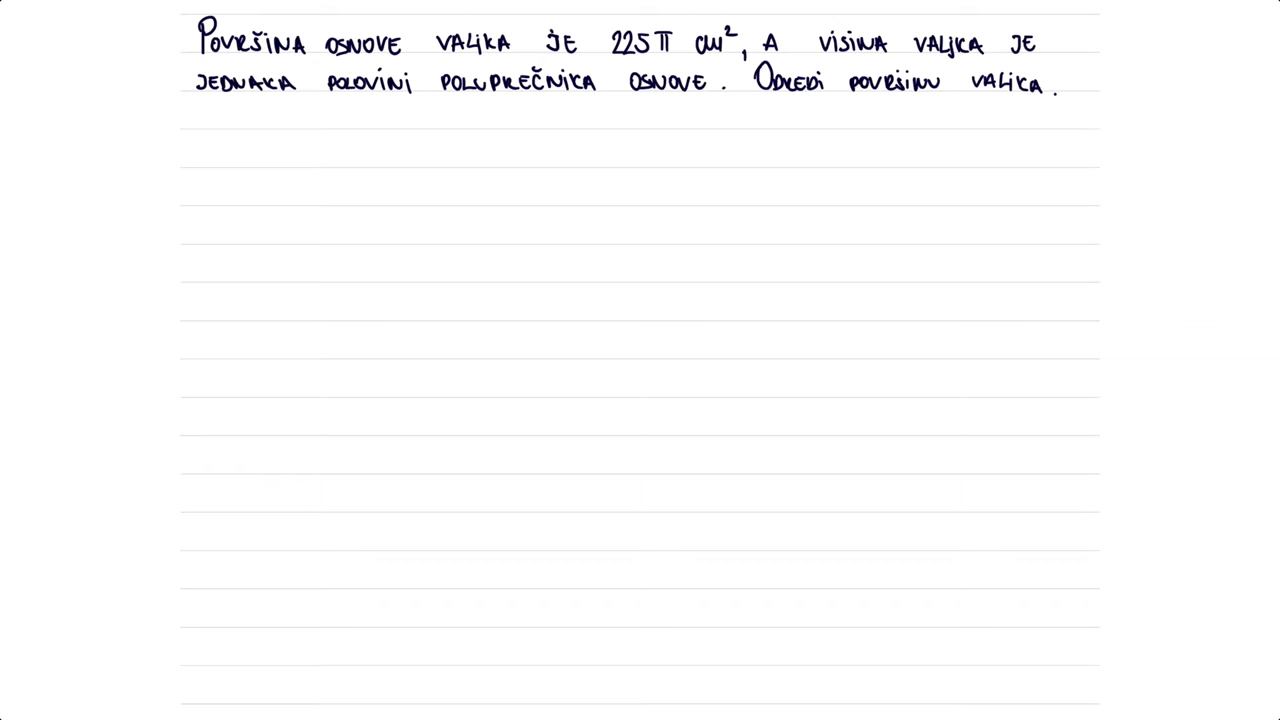 POVRŠINA OSNOVE VALJKA JE 225π cm², A VISINA VALJKA JE
JEDNAKA POLOVINI POLUPREČNIKA OSNOVE. ODREDI POVRŠINU VALJKA.